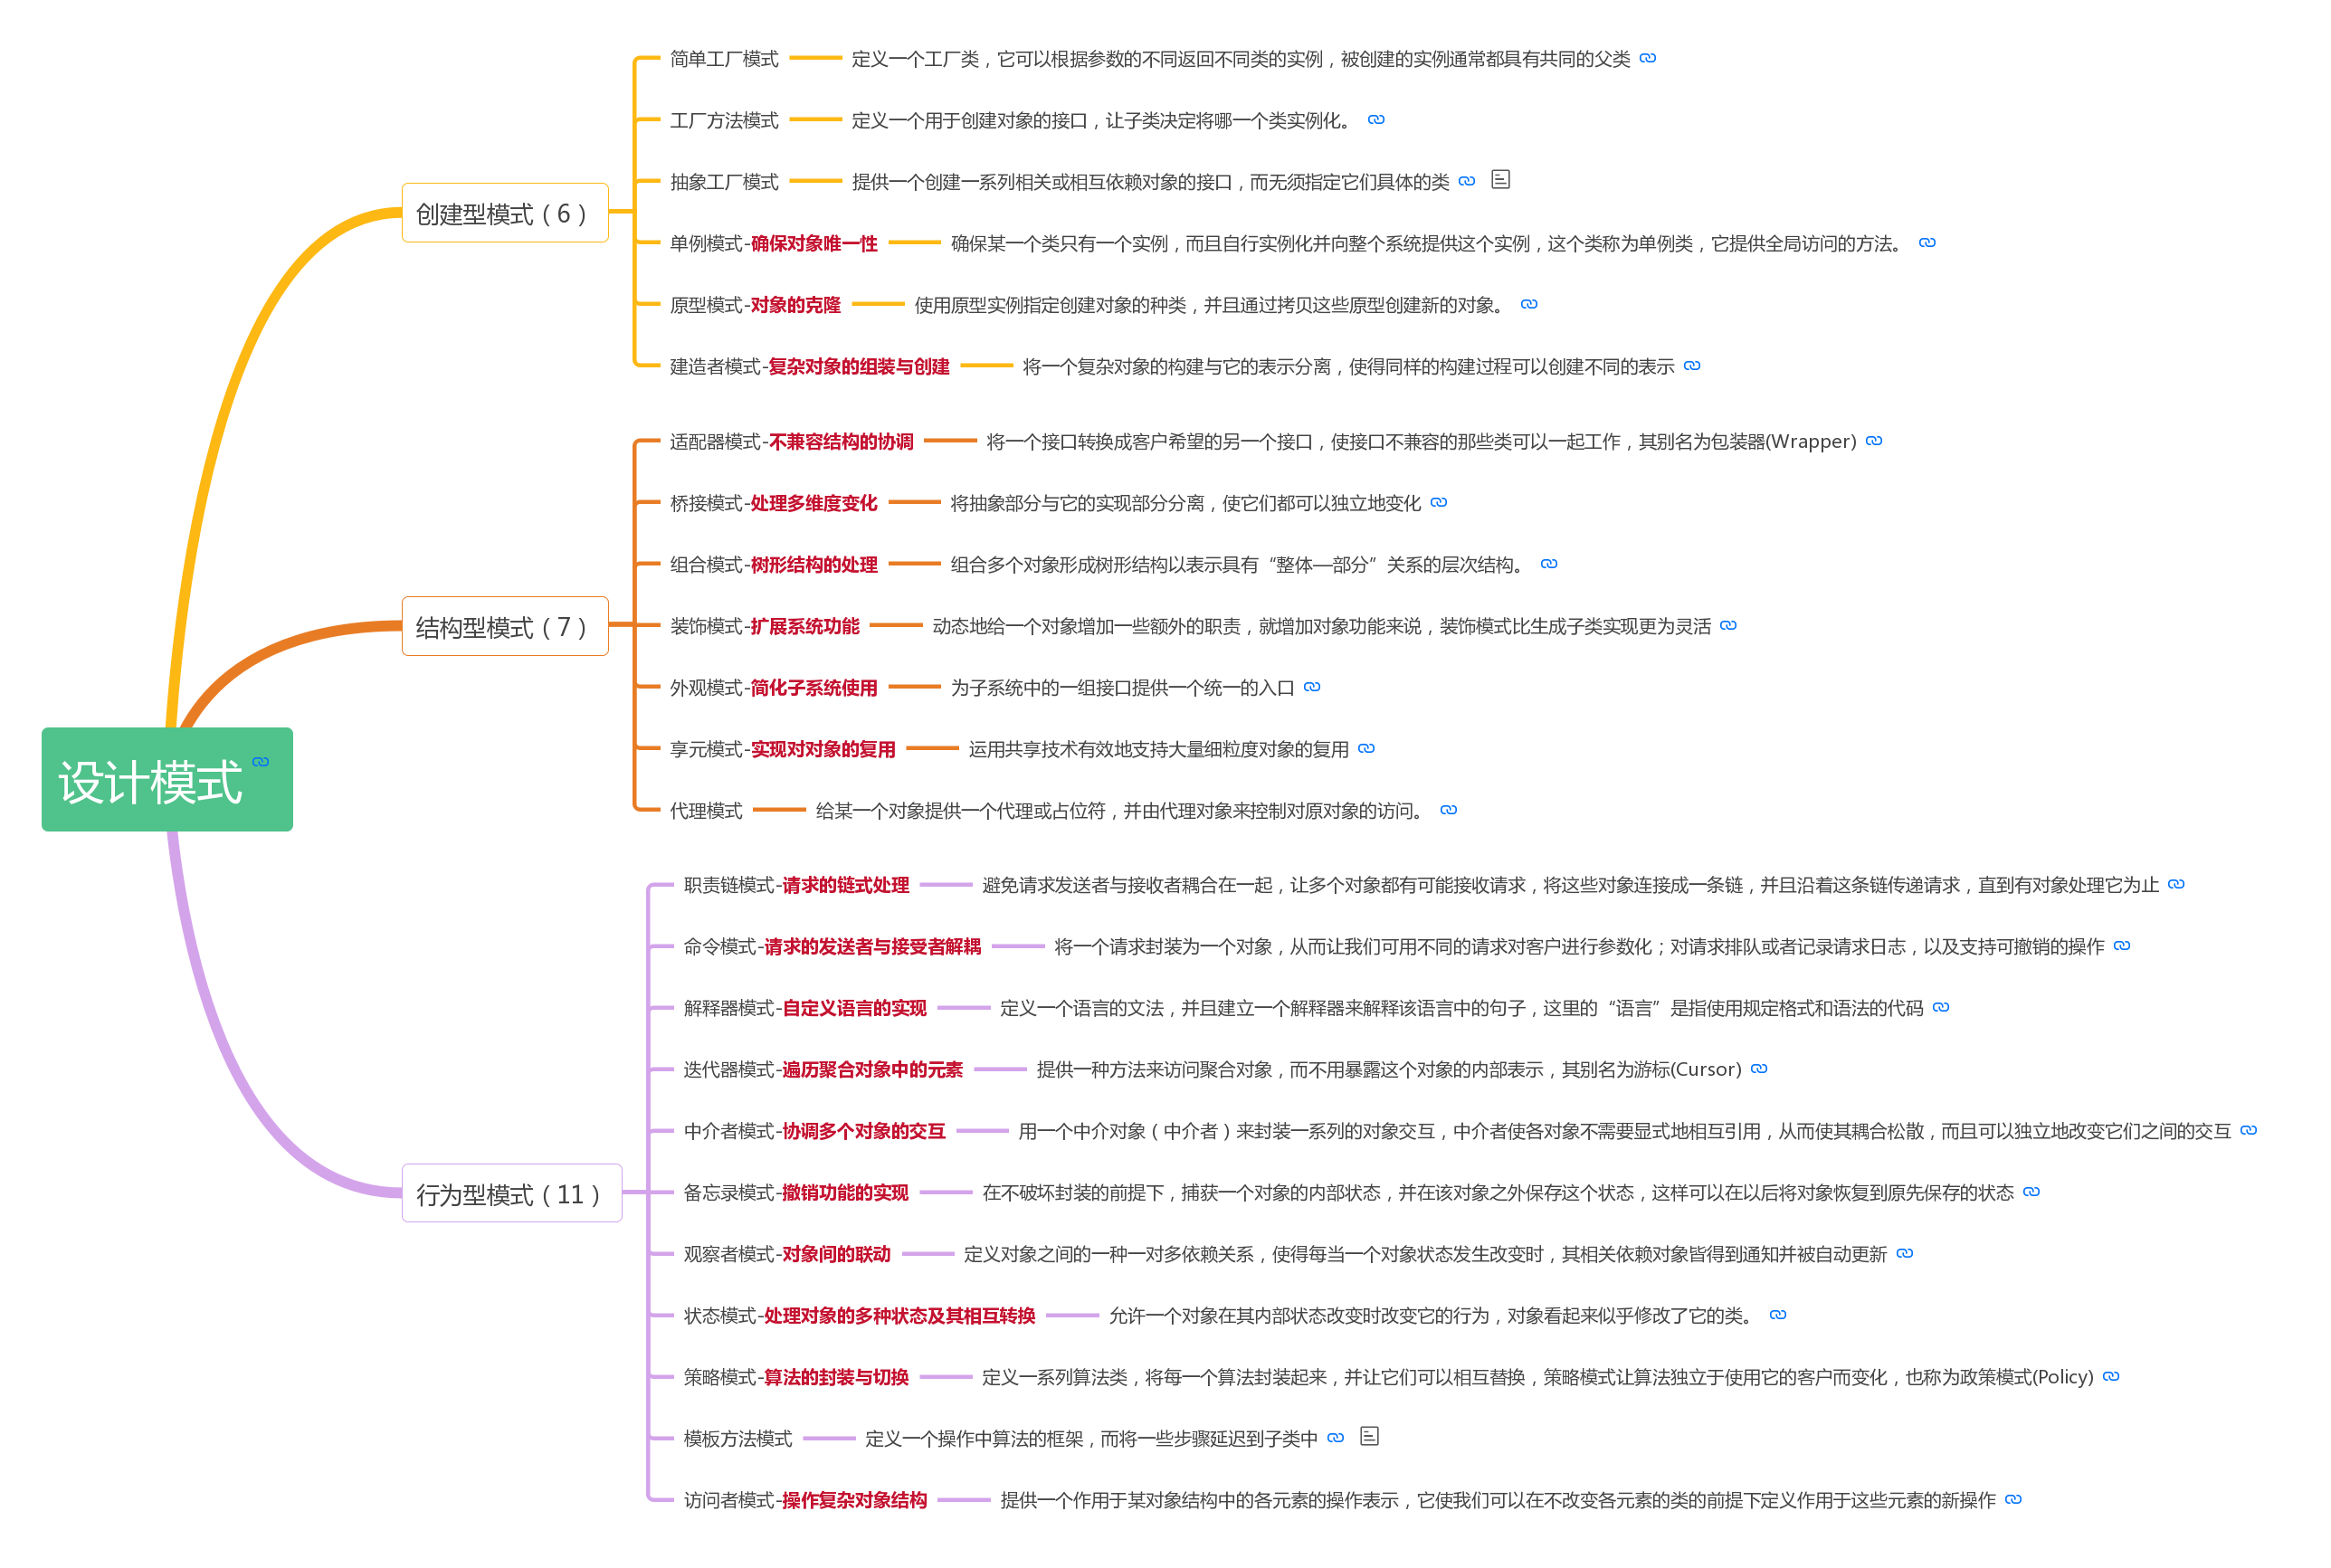 设计模式
创建型模式（6）
简单工厂模式
定义一个工厂类，它可以根据参数的不同返回不同类的实例，被创建的实例通常都具有共同的父类
工厂方法模式
定义一个用于创建对象的接口，让子类决定将哪一个类实例化。
抽象工厂模式
提供一个创建一系列相关或相互依赖对象的接口，而无须指定它们具体的类
单例模式-确保对象唯一性
确保某一个类只有一个实例，而且自行实例化并向整个系统提供这个实例，这个类称为单例类，它提供全局访问的方法。
原型模式-对象的克隆
使用原型实例指定创建对象的种类，并且通过拷贝这些原型创建新的对象。
建造者模式-复杂对象的组装与创建
将一个复杂对象的构建与它的表示分离，使得同样的构建过程可以创建不同的表示
结构型模式（7）
适配器模式-不兼容结构的协调
将一个接口转换成客户希望的另一个接口，使接口不兼容的那些类可以一起工作，其别名为包装器(Wrapper)
桥接模式-处理多维度变化
将抽象部分与它的实现部分分离，使它们都可以独立地变化
组合模式-树形结构的处理
组合多个对象形成树形结构以表示具有“整体—部分”关系的层次结构。
装饰模式-扩展系统功能
动态地给一个对象增加一些额外的职责，就增加对象功能来说，装饰模式比生成子类实现更为灵活
外观模式-简化子系统使用
为子系统中的一组接口提供一个统一的入口
享元模式-实现对对象的复用
运用共享技术有效地支持大量细粒度对象的复用
代理模式
给某一个对象提供一个代理或占位符，并由代理对象来控制对原对象的访问。
行为型模式（11）
职责链模式-请求的链式处理
避免请求发送者与接收者耦合在一起，让多个对象都有可能接收请求，将这些对象连接成一条链，并且沿着这条链传递请求，直到有对象处理它为止
命令模式-请求的发送者与接受者解耦
将一个请求封装为一个对象，从而让我们可用不同的请求对客户进行参数化；对请求排队或者记录请求日志，以及支持可撤销的操作
解释器模式-自定义语言的实现
定义一个语言的文法，并且建立一个解释器来解释该语言中的句子，这里的“语言”是指使用规定格式和语法的代码
迭代器模式-遍历聚合对象中的元素
提供一种方法来访问聚合对象，而不用暴露这个对象的内部表示，其别名为游标(Cursor)
中介者模式-协调多个对象的交互
用一个中介对象（中介者）来封装一系列的对象交互，中介者使各对象不需要显式地相互引用，从而使其耦合松散，而且可以独立地改变它们之间的交互
备忘录模式-撤销功能的实现
在不破坏封装的前提下，捕获一个对象的内部状态，并在该对象之外保存这个状态，这样可以在以后将对象恢复到原先保存的状态
观察者模式-对象间的联动
定义对象之间的一种一对多依赖关系，使得每当一个对象状态发生改变时，其相关依赖对象皆得到通知并被自动更新
状态模式-处理对象的多种状态及其相互转换
允许一个对象在其内部状态改变时改变它的行为，对象看起来似乎修改了它的类。
策略模式-算法的封装与切换
定义一系列算法类，将每一个算法封装起来，并让它们可以相互替换，策略模式让算法独立于使用它的客户而变化，也称为政策模式(Policy)
模板方法模式
定义一个操作中算法的框架，而将一些步骤延迟到子类中
访问者模式-操作复杂对象结构
提供一个作用于某对象结构中的各元素的操作表示，它使我们可以在不改变各元素的类的前提下定义作用于这些元素的新操作